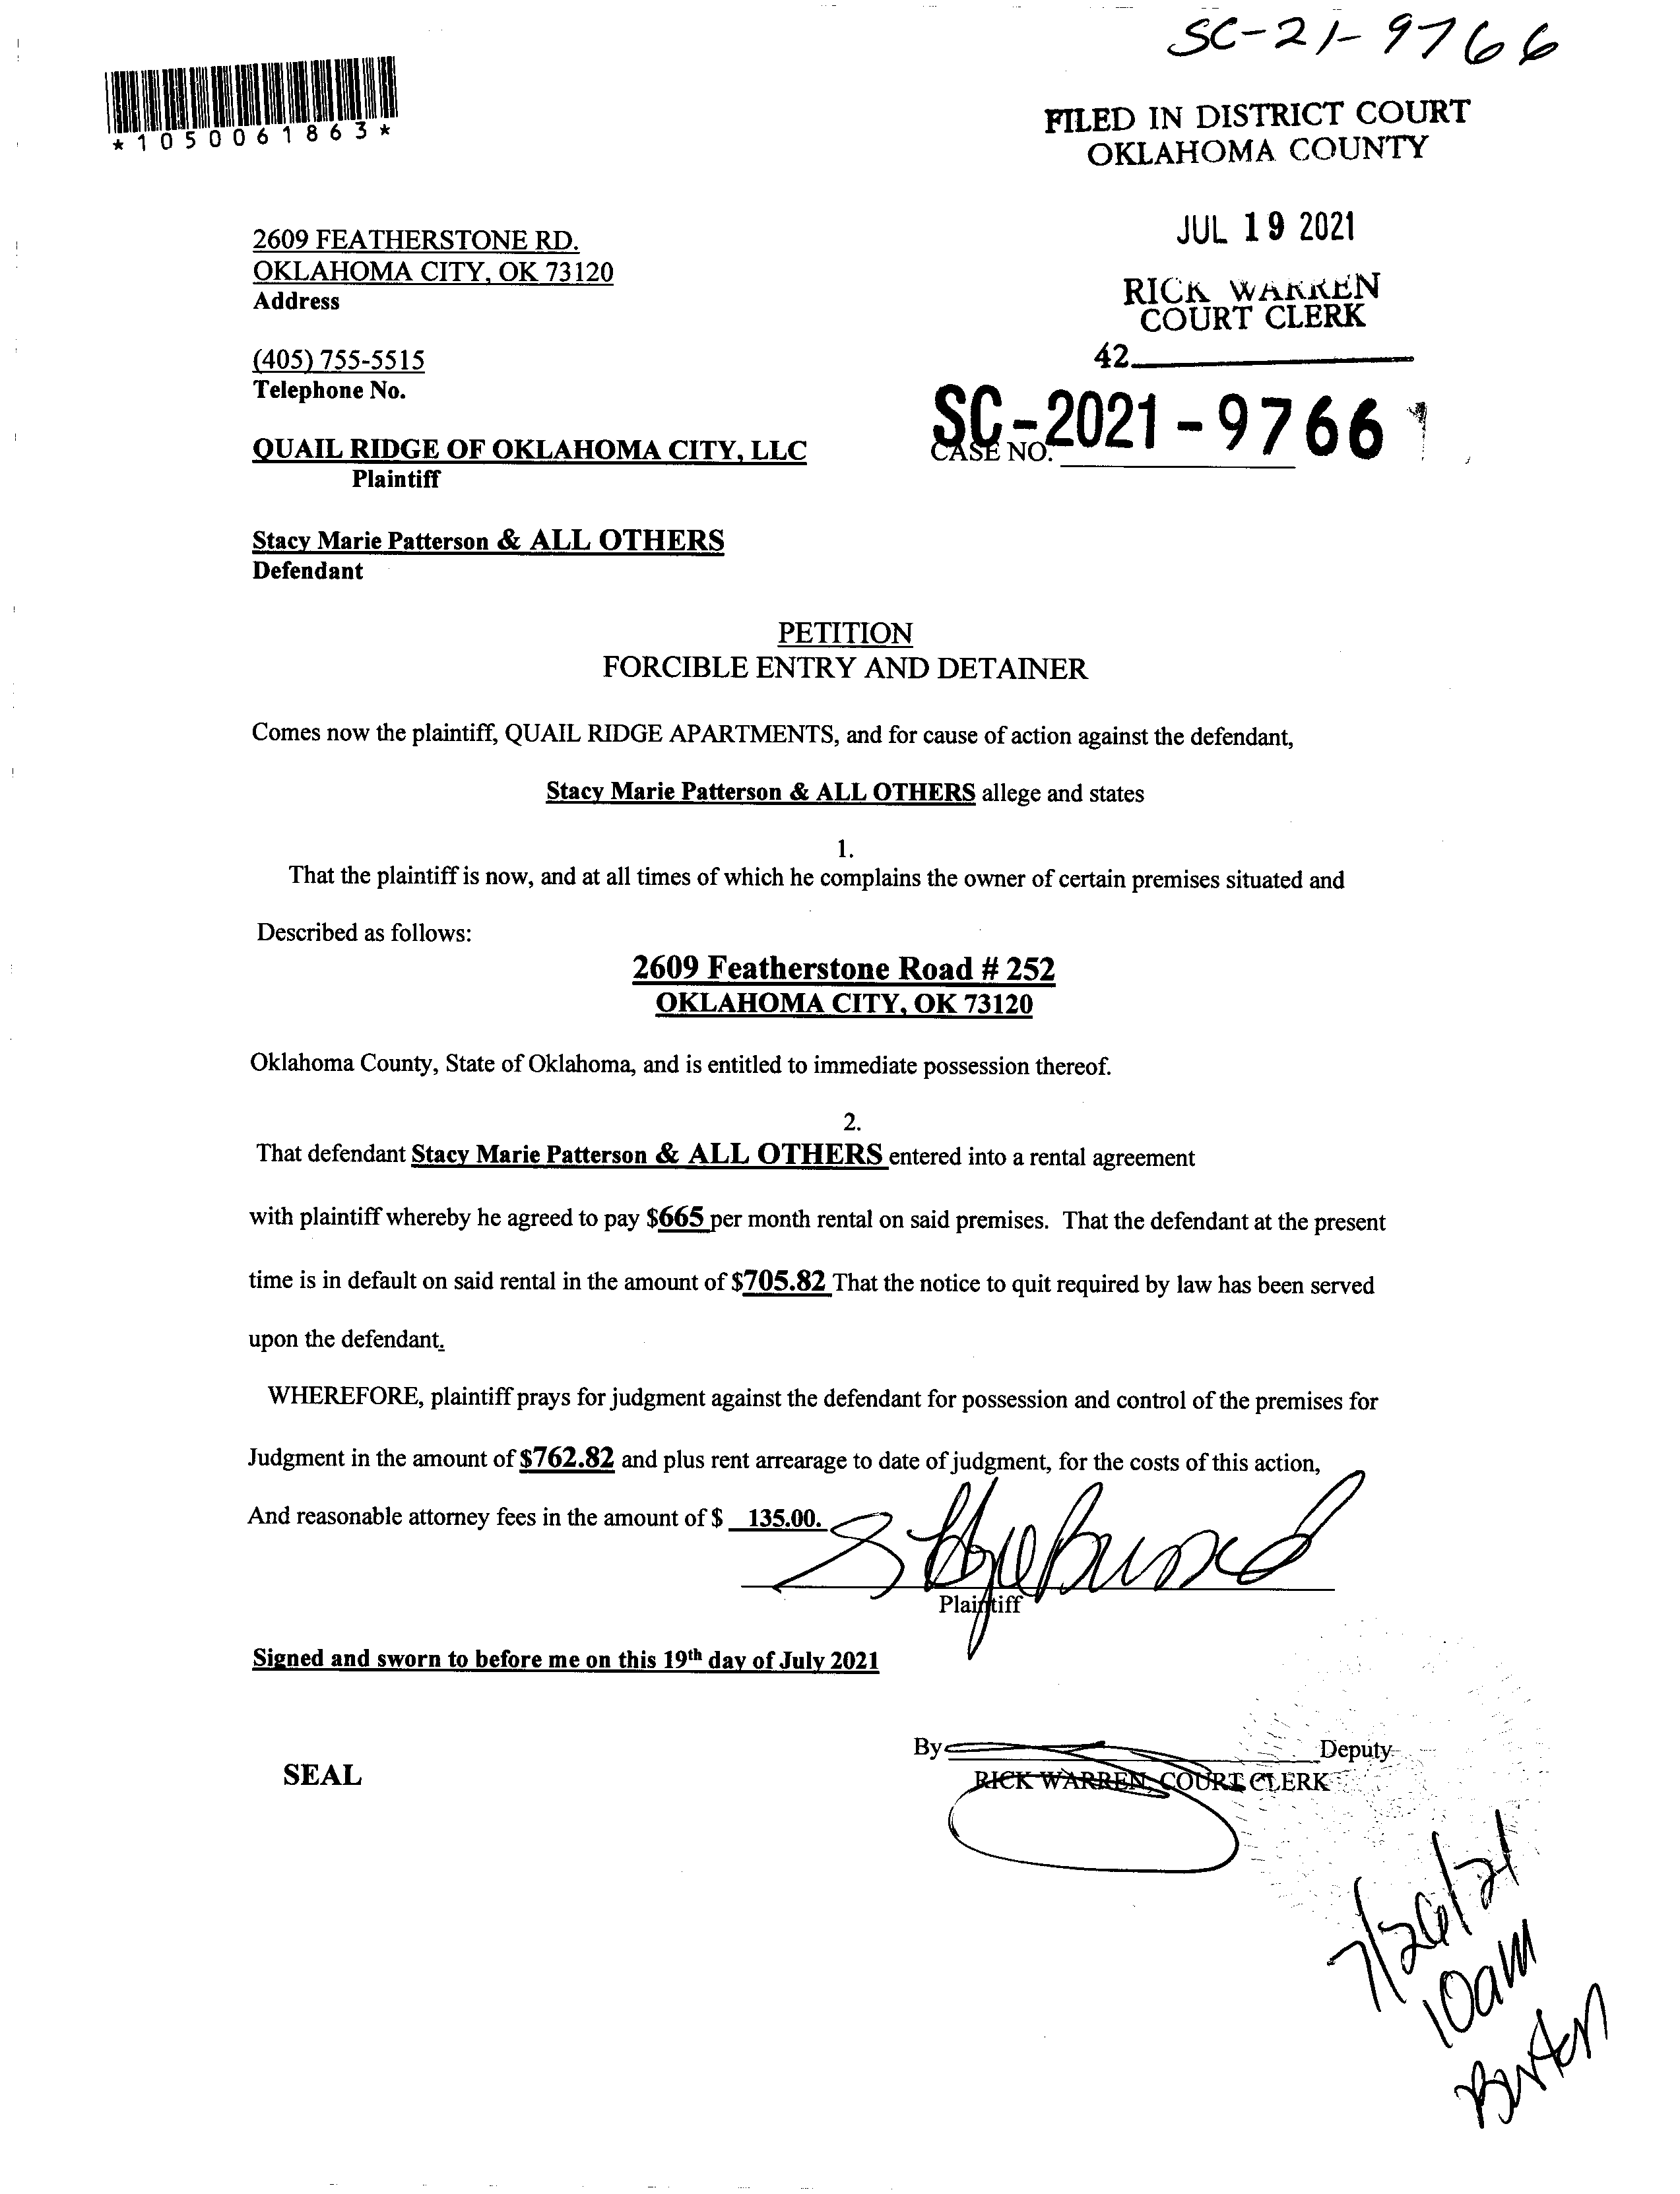 SC-21-9766
*1050061863*
FILED IN DISTRICT COURT
OKLAHOMA COUNTY
JUL 19 2021
RICK WARREN
COURT CLERK
42
SC-2021-9766
CASE NO.
2609 FEATHERSTONE RD.
OKLAHOMA CITY, OK 73120
Address
(405) 755-5515
Telephone No.
QUAIL RIDGE OF OKLAHOMA CITY, LLC
Plaintiff
Stacy Marie Patterson & ALL OTHERS
Defendant
PETITION
FORCIBLE ENTRY AND DETAINER
Comes now the plaintiff, QUAIL RIDGE APARTMENTS, and for cause of action against the defendant,
Stacy Marie Patterson & ALL OTHERS allege and states
1.
That the plaintiff is now, and at all times of which he complains the owner of certain premises situated and
Described as follows:
2609 Featherstone Road # 252
OKLAHOMA CITY, OK 73120
Oklahoma County, State of Oklahoma, and is entitled to immediate possession thereof.
2.
That defendant Stacy Marie Patterson & ALL OTHERS entered into a rental agreement
with plaintiff whereby he agreed to pay $665 per month rental on said premises. That the defendant at the present
time is in default on said rental in the amount of $705.82 That the notice to quit required by law has been served
upon the defendant.
WHEREFORE, plaintiff prays for judgment against the defendant for possession and control of the premises for
Judgment in the amount of $762.82 and plus rent arrearage to date of judgment, for the costs of this action,
And reasonable attorney fees in the amount of $ 135.00.
Plaintiff
Signed and sworn to before me on this 19th day of July 2021
By Deputy
RICK WARREN, COURT CLERK
SEAL
7/26/21
10am
Burton